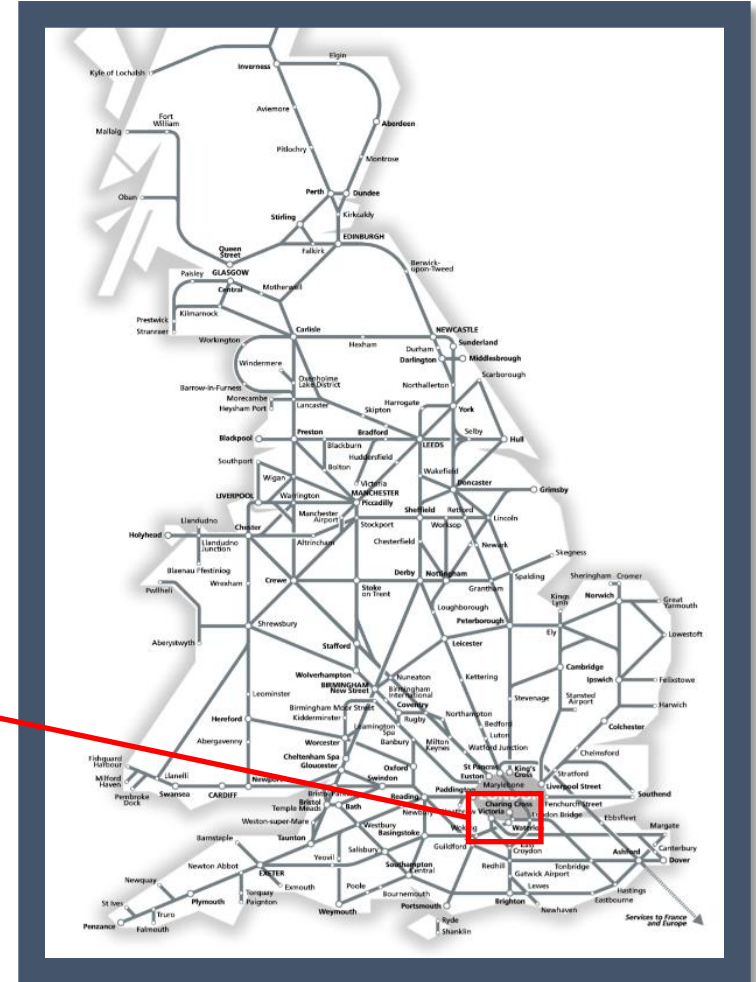 Elgin
Inverness
Kyle of Lochalsh
Aviemore
Fort
William
Mallaig
Aberdeen
Pitlochry
Montrose
Oban
Perth
Dundee
Stirling
Kirkcaldy
EDINBURGH
Queen
Street
Falkirk
Berwick-
upon-Tweed
Paisley
GLASGOW
Central
Motherwell
Prestwick
Kilmarnock
Stranraer
Carlisle
NEWCASTLE
Workington
Hexham
Sunderland
Durham
Darlington
Middlesbrough
Windermere
Scarborough
Oxenholme
Lake District
Barrow-in-Furness
Northallerton
Morecambe
Heysham Port
Lancaster
Harrogate
Skipton
York
Blackpool
Preston
Bradford
Selby
Hull
Blackburn
LEEDS
Huddersfield
Southport
Bolton
Wakefield
Wigan
Victoria
Doncaster
Grimsby
LIVERPOOL
Warrington
MANCHESTER
Piccadilly
Manchester
Airport
Sheffield
Retford
Lincoln
Llandudno
Stockport
Worksop
Holyhead
Chester
Llandudno
Junction
Altrincham
Chesterfield
Newark
Skegness
Blaenau Ffestiniog
Derby
Nottingham
Spalding
Sheringham
Cromer
Pwllheli
Wrexham
Crewe
Stoke
on Trent
Grantham
Kings
Lynn
Norwich
Great
Yarmouth
Loughborough
Shrewsbury
Peterborough
Ely
Lowestoft
Aberystwyth
Stafford
Leicester
Wolverhampton
Cambridge
BIRMINGHAM
New Street
Nuneaton
Kettering
Ipswich
Felixstowe
Leominster
Birmingham
International
Stansted
Airport
Birmingham Moor Street
Coventry
Stevenage
Harwich
Hereford
Kidderminster
Rugby
Northampton
Leamington
Spa
Bedford
Colchester
Abergavenny
Worcester
Banbury
Milton
Keynes
Luton
Cheltenham Spa
Watford Junction
Chelmsford
Fishguard
Harbour
Gloucester
Oxford
St Pancras
King's
Cross
Euston
Stratford
Milford
Haven
Llanelli
Newport
Swindon
Marylebone
Liverpool Street
Pembroke
Dock
Swansea
CARDIFF
Reading
Paddington
Southend
Bristol
Temple Meads
Bath
Newbury
Charing Cross
Fenchurch Street
Victoria
London Bridge
Ebbsfleet
Weston-super-Mare
Westbury
Woking
Margate
Barnstaple
Taunton
Basingstoke
Guildford
East
Croydon
Canterbury
Salisbury
Ashford
Dover
Newton Abbot
Yeovil
Redhill
Tonbridge
EXETER
Southampton
Central
Gatwick Airport
Newquay
Exmouth
Poole
Lewes
Hastings
St Ives
Plymouth
Torquay
Paignton
Bournemouth
Eastbourne
Truro
Weymouth
Portsmouth
Brighton
Newhaven
Penzance
Falmouth
Ryde
Shanklin
Services to France
and Europe